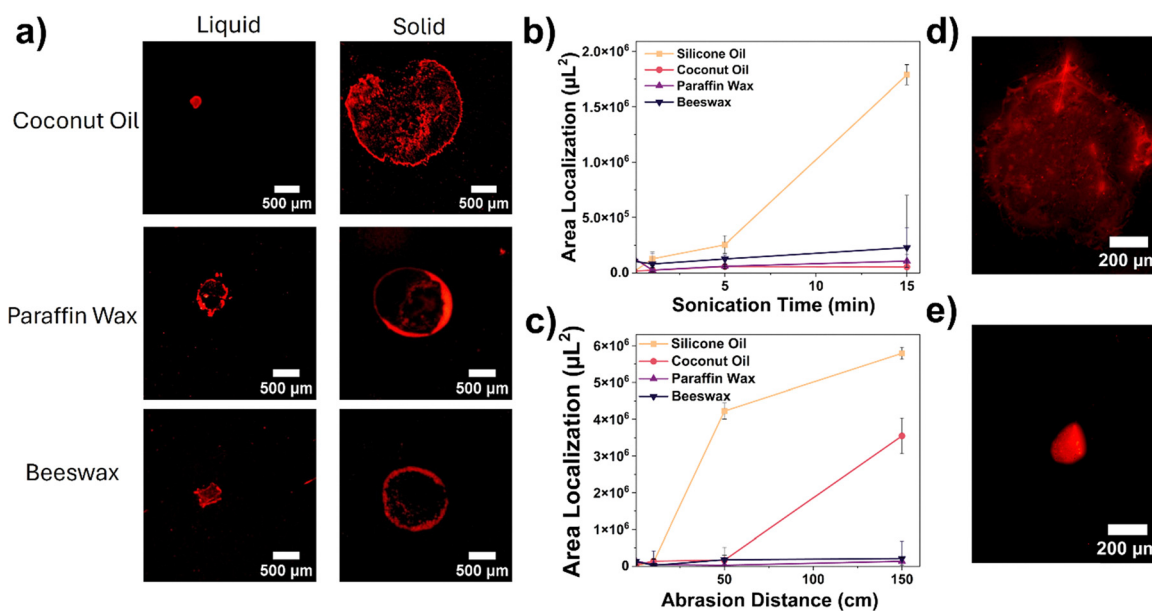 a)
Liquid
Solid
Coconut Oil
500 µm
500 µm
Paraffin Wax
500 µm
500 µm
Beeswax
500 µm
500 µm
b)
Area Localization (µL²)
2.0×10⁶
1.5×10⁶
1.0×10⁶
5.0×10⁵
0.0
Silicone Oil
Coconut Oil
Paraffin Wax
Beeswax
5
10
15
Sonication Time (min)
c)
Area Localization (µL²)
6×10⁶
5×10⁶
4×10⁶
3×10⁶
2×10⁶
1×10⁶
0
Silicone Oil
Coconut Oil
Paraffin Wax
Beeswax
50
100
150
Abrasion Distance (cm)
d)
200 µm
e)
200 µm